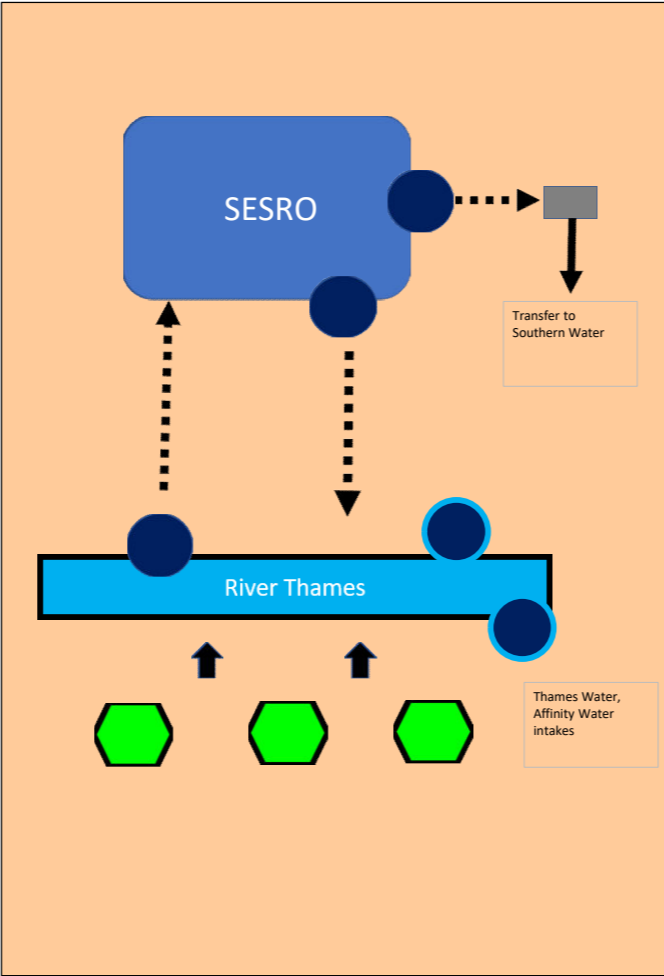 SESRO
Transfer to
Southern Water
River Thames
Thames Water,
Affinity Water
intakes